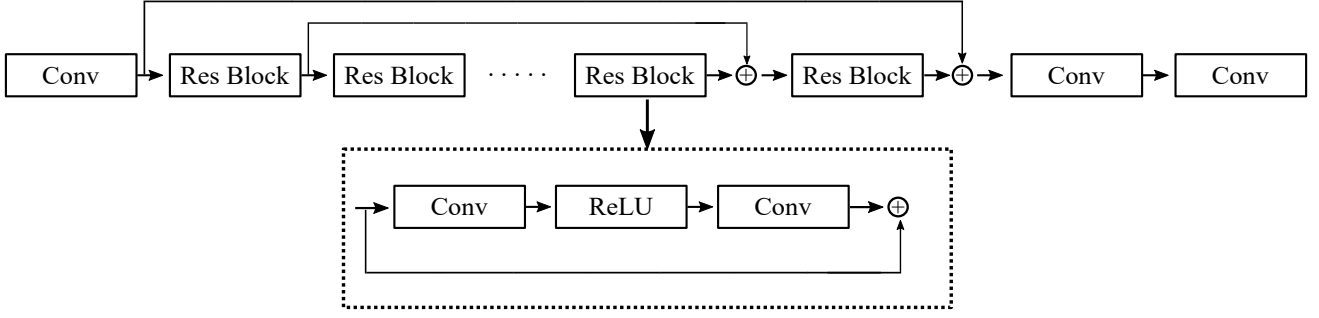 Conv Res Block Res Block ····· Res Block Res Block Conv Conv
Conv ReLU Conv